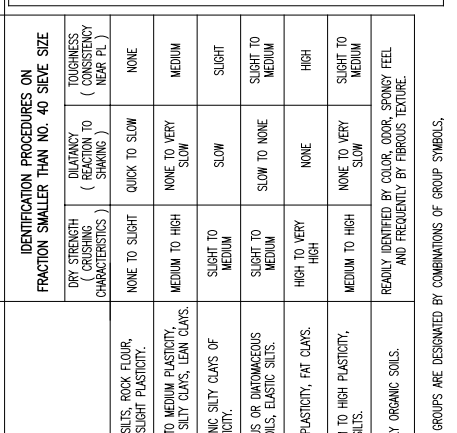 IDENTIFICATION PROCEDURES ON
FRACTION SMALLER THAN NO. 40 SIEVE SIZE
DRY STRENGTH
( CRUSHING
CHARACTERISTICS )
DILATANCY
( REACTION TO
SHAKING )
TOUGHNESS
( CONSISTENCY
NEAR PL )
SILTS, ROCK FLOUR,
SLIGHT PLASTICITY.
NONE TO SLIGHT
QUICK TO SLOW
NONE
TO MEDIUM PLASTICITY,
SILTY CLAYS, LEAN CLAYS.
MEDIUM TO HIGH
NONE TO VERY
SLOW
MEDIUM
SILTY CLAYS OF
SLIGHT TO
MEDIUM
SLOW
SLIGHT
OR DIATOMACEOUS
ELASTIC SILTS.
SLIGHT TO
MEDIUM
SLOW TO NONE
SLIGHT TO
MEDIUM
PLASTICITY, FAT CLAYS.
HIGH TO VERY
HIGH
NONE
HIGH
TO HIGH PLASTICITY,
SILTS.
MEDIUM TO HIGH
NONE TO VERY
SLOW
SLIGHT TO
MEDIUM
ORGANIC SOILS.
READILY IDENTIFIED BY COLOR, ODOR, SPONGY FEEL
AND FREQUENTLY BY FIBROUS TEXTURE.
GROUPS ARE DESIGNATED BY COMBINATIONS OF GROUP SYMBOLS,